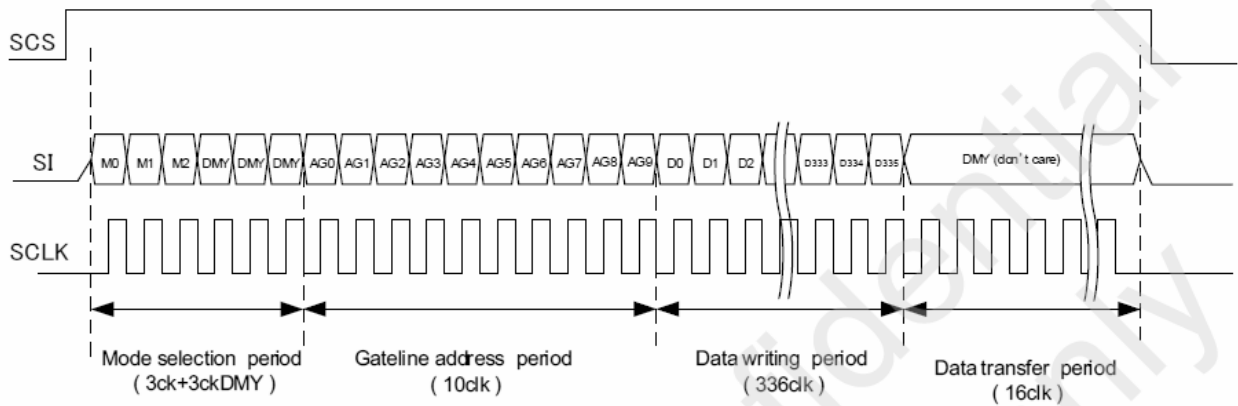 SCS
SI
M0 M1 M2 DMY DMY DMY AG0 AG1 AG2 AG3 AG4 AG5 AG6 AG7 AG8 AG9 D0 D1 D2 D333 D334 D335 DMY (don't care)
SCLK
Mode selection period
( 3ck+3ckDMY )
Gateline address period
( 10clk )
Data writing period
( 336clk )
Data transfer period
( 16clk )